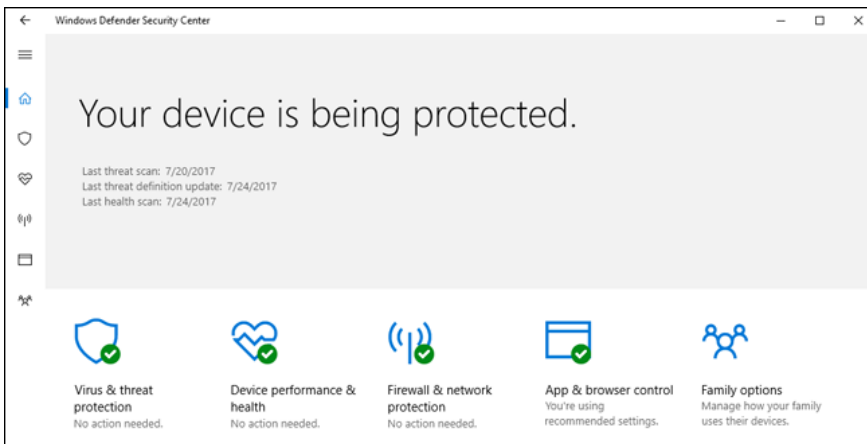 Windows Defender Security Center
Your device is being protected.
Last threat scan: 7/20/2017
Last threat definition update: 7/24/2017
Last health scan: 7/24/2017
Virus & threat
protection
No action needed.
Device performance &
health
No action needed.
Firewall & network
protection
No action needed.
App & browser control
You're using
recommended settings.
Family options
Manage how your family
uses their devices.